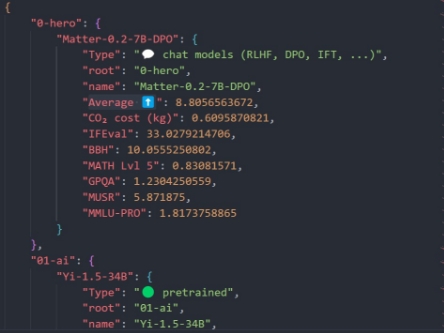 {
"0-hero": {
"Matter-0.2-7B-DPO": {
"Type": "💬 chat models (RLHF, DPO, IFT, ...)",
"root": "0-hero",
"name": "Matter-0.2-7B-DPO",
"Average ⬆️": 8.8056563672,
"CO₂ cost (kg)": 0.6095870821,
"IFEval": 33.0279214706,
"BBH": 10.0555250802,
"MATH Lvl 5": 0.83081571,
"GPQA": 1.2304250559,
"MUSR": 5.871875,
"MMLU-PRO": 1.8173758865
}
},
"01-ai": {
"Yi-1.5-34B": {
"Type": "🟢 pretrained",
"root": "01-ai",
"name": "Yi-1.5-34B",